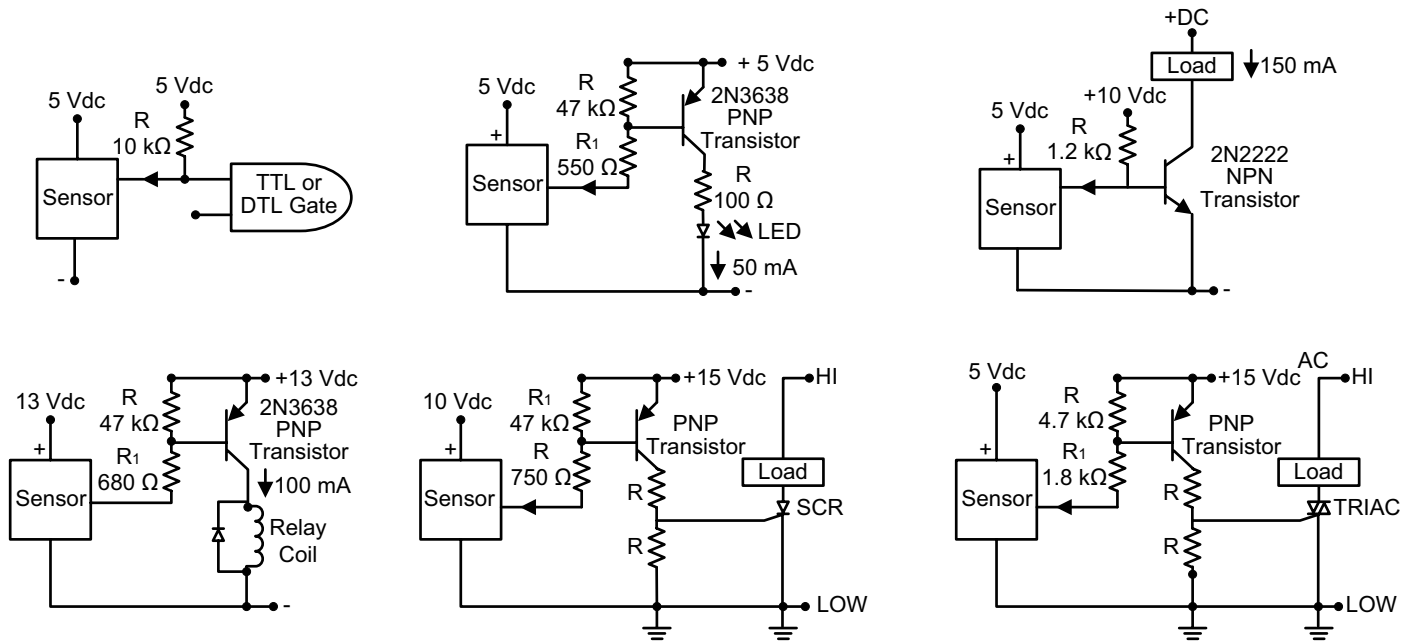 5 Vdc
5 Vdc
R
10 kΩ
Sensor
TTL or
DTL Gate
-
5 Vdc
+
Sensor
+ 5 Vdc
R
47 kΩ
R1
550 Ω
2N3638
PNP
Transistor
R
100 Ω
LED
50 mA
-
5 Vdc
+
Sensor
+10 Vdc
R
1.2 kΩ
+DC
Load
150 mA
2N2222
NPN
Transistor
-
13 Vdc
+
Sensor
+13 Vdc
R
47 kΩ
R1
680 Ω
2N3638
PNP
Transistor
100 mA
Relay
Coil
-
10 Vdc
+
Sensor
+15 Vdc
R1
47 kΩ
R
750 Ω
PNP
Transistor
R
R
HI
Load
SCR
LOW
5 Vdc
+
Sensor
+15 Vdc
R
4.7 kΩ
R1
1.8 kΩ
PNP
Transistor
R
R
AC
HI
Load
TRIAC
LOW